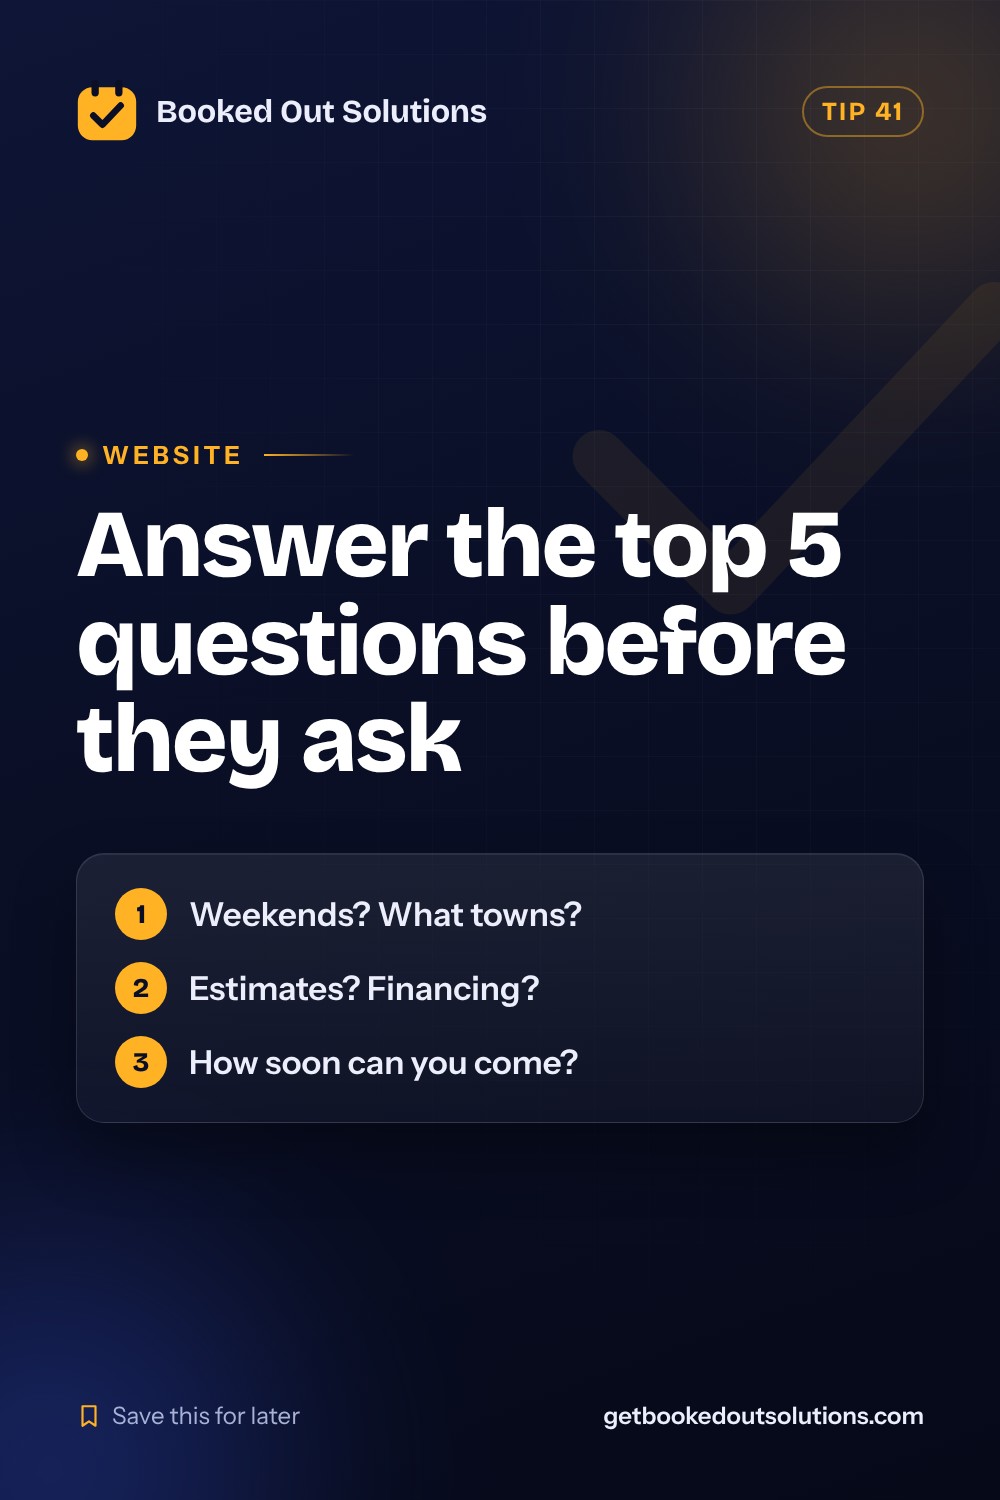 Booked Out Solutions
TIP 41
WEBSITE
Answer the top 5
questions before
they ask
1 Weekends? What towns?
2 Estimates? Financing?
3 How soon can you come?
Save this for later
getbookedoutsolutions.com